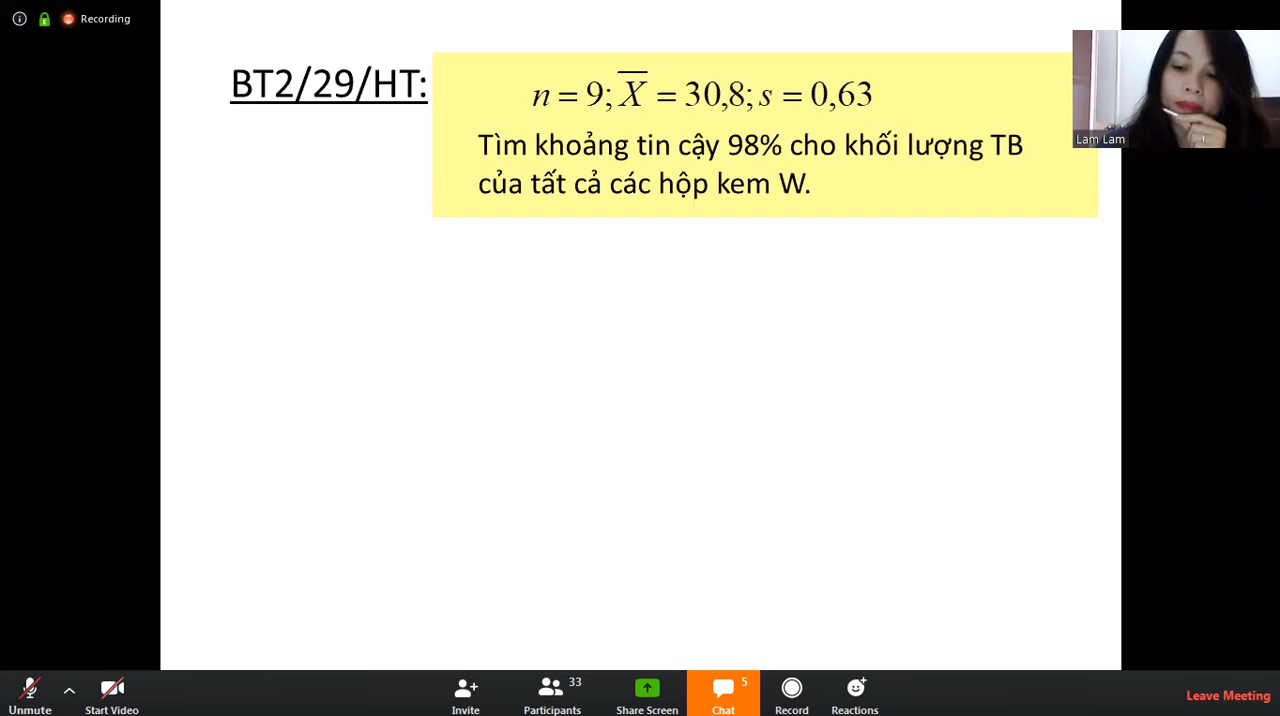 Recording
BT2/29/HT:
n = 9; X̅ = 30,8; s = 0,63
Tìm khoảng tin cậy 98% cho khối lượng TB
của tất cả các hộp kem W.
Lam Lam
Unmute
Start Video
Invite
Participants
33
Share Screen
Chat
5
Record
Reactions
Leave Meeting